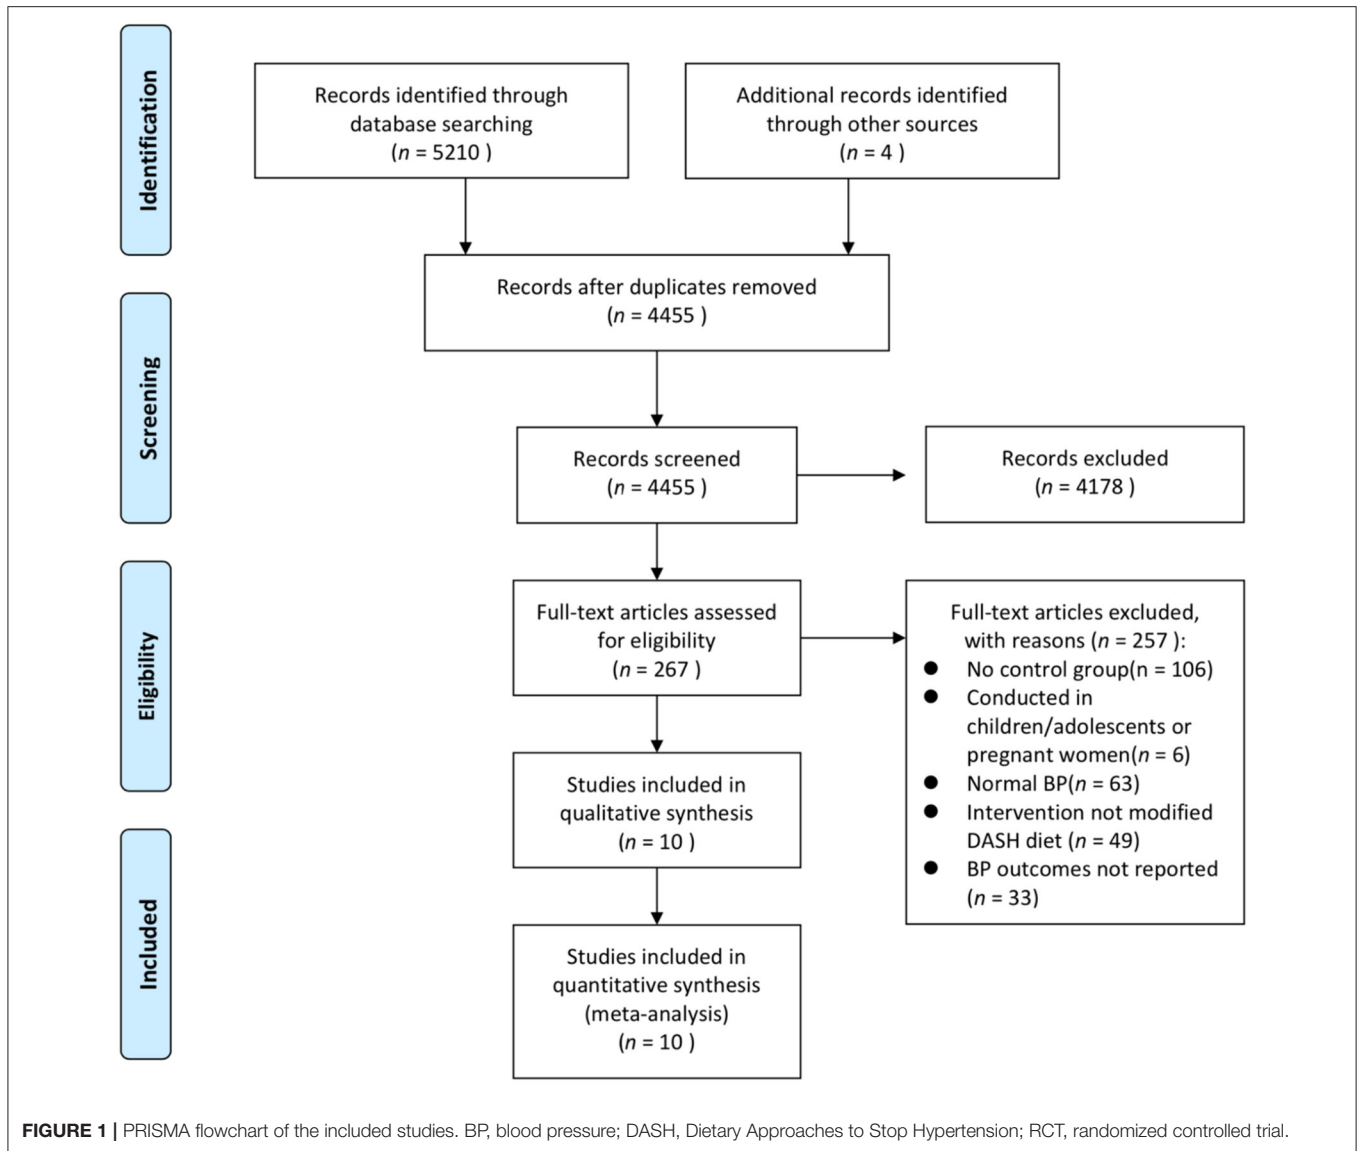 Identification
Records identified through
database searching
(n = 5210 )
Additional records identified
through other sources
(n = 4 )
Records after duplicates removed
(n = 4455 )
Screening
Records screened
(n = 4455 )
Records excluded
(n = 4178 )
Eligibility
Full-text articles assessed
for eligibility
(n = 267 )
Full-text articles excluded,
with reasons (n = 257 ):
● No control group(n = 106)
● Conducted in
children/adolescents or
pregnant women(n = 6)
● Normal BP(n = 63)
● Intervention not modified
DASH diet (n = 49)
● BP outcomes not reported
(n = 33)
Studies included in
qualitative synthesis
(n = 10 )
Included
Studies included in
quantitative synthesis
(meta-analysis)
(n = 10 )
FIGURE 1 | PRISMA flowchart of the included studies. BP, blood pressure; DASH, Dietary Approaches to Stop Hypertension; RCT, randomized controlled trial.